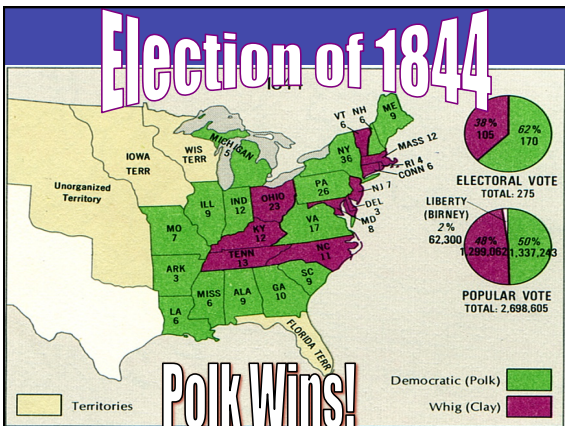 Election of 1844
1844
VT NH
6 6
ME
9
MASS 12
RI 4
CONN 6
NY
36
MICHIGAN
5
WIS
TERR
IOWA
TERR
Unorganized
Territory
PA
26
NJ 7
DEL
3
MD
8
OHIO
23
IND
12
ILL
9
VA
17
KY
12
MO
7
NC
11
TENN
13
SC
9
ARK
3
MISS
6
ALA
9
GA
10
LA
6
FLORIDA TERR
38%
105
62%
170
ELECTORAL VOTE
TOTAL: 275
LIBERTY
(BIRNEY)
2%
62,300
48%
1,299,062
50%
1,337,243
POPULAR VOTE
TOTAL: 2,698,605
Polk Wins!
Territories
Democratic (Polk)
Whig (Clay)